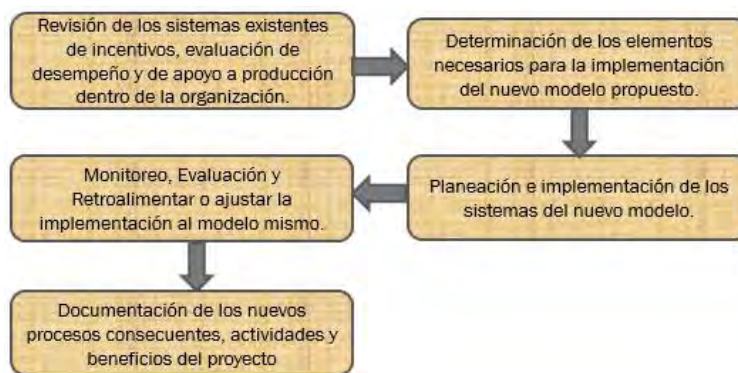 Revisión de los sistemas existentes
de incentivos, evaluación de
desempeño y de apoyo a producción
dentro de la organización.
Determinación de los elementos
necesarios para la implementación
del nuevo modelo propuesto.
Planeación e implementación de los
sistemas del nuevo modelo.
Monitoreo, Evaluación y
Retroalimentar o ajustar la
implementación al modelo mismo.
Documentación de los nuevos
procesos consecuentes, actividades y
beneficios del proyecto